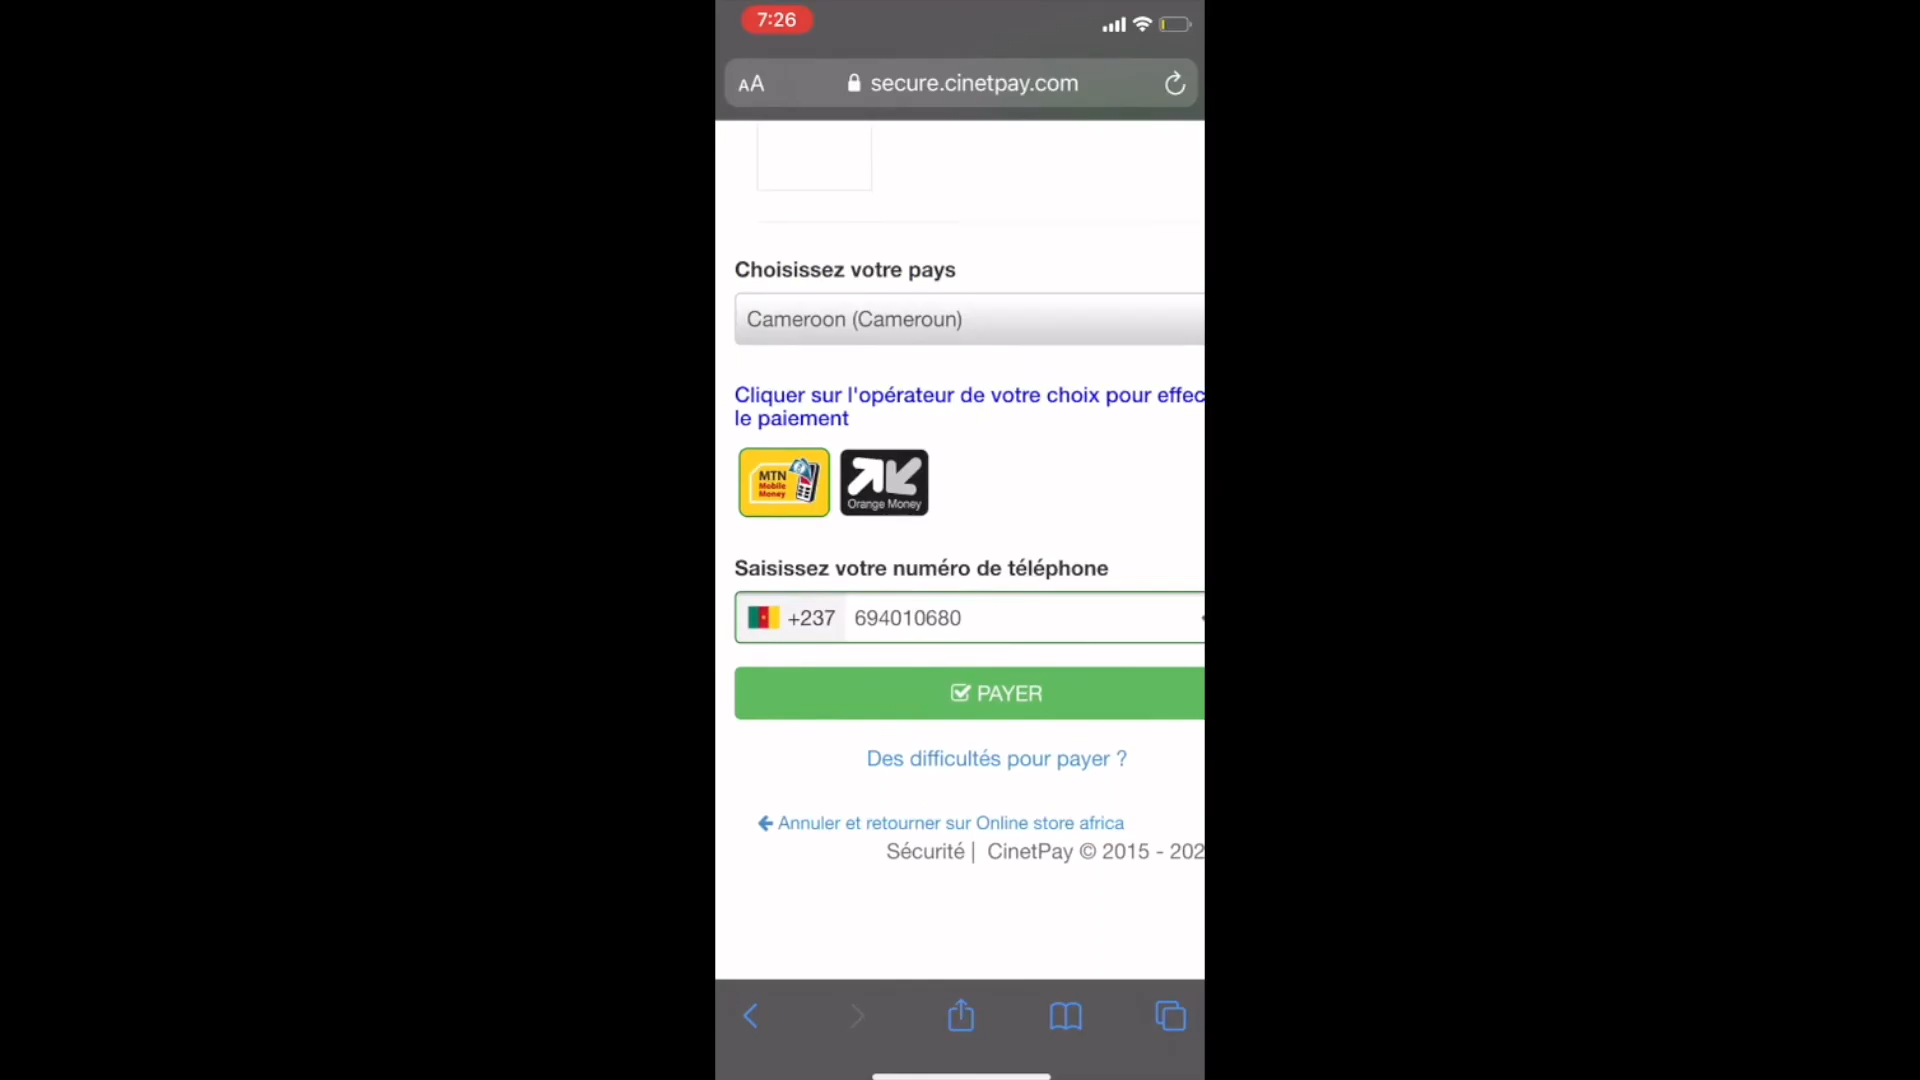 7:26
AA secure.cinetpay.com
Choisissez votre pays
Cameroon (Cameroun)
Cliquer sur l'opérateur de votre choix pour effec
le paiement
MTN
Mobile
Money
Orange Money
Saisissez votre numéro de téléphone
+237 694010680
PAYER
Des difficultés pour payer ?
Annuler et retourner sur Online store africa
Sécurité | CinetPay © 2015 - 202